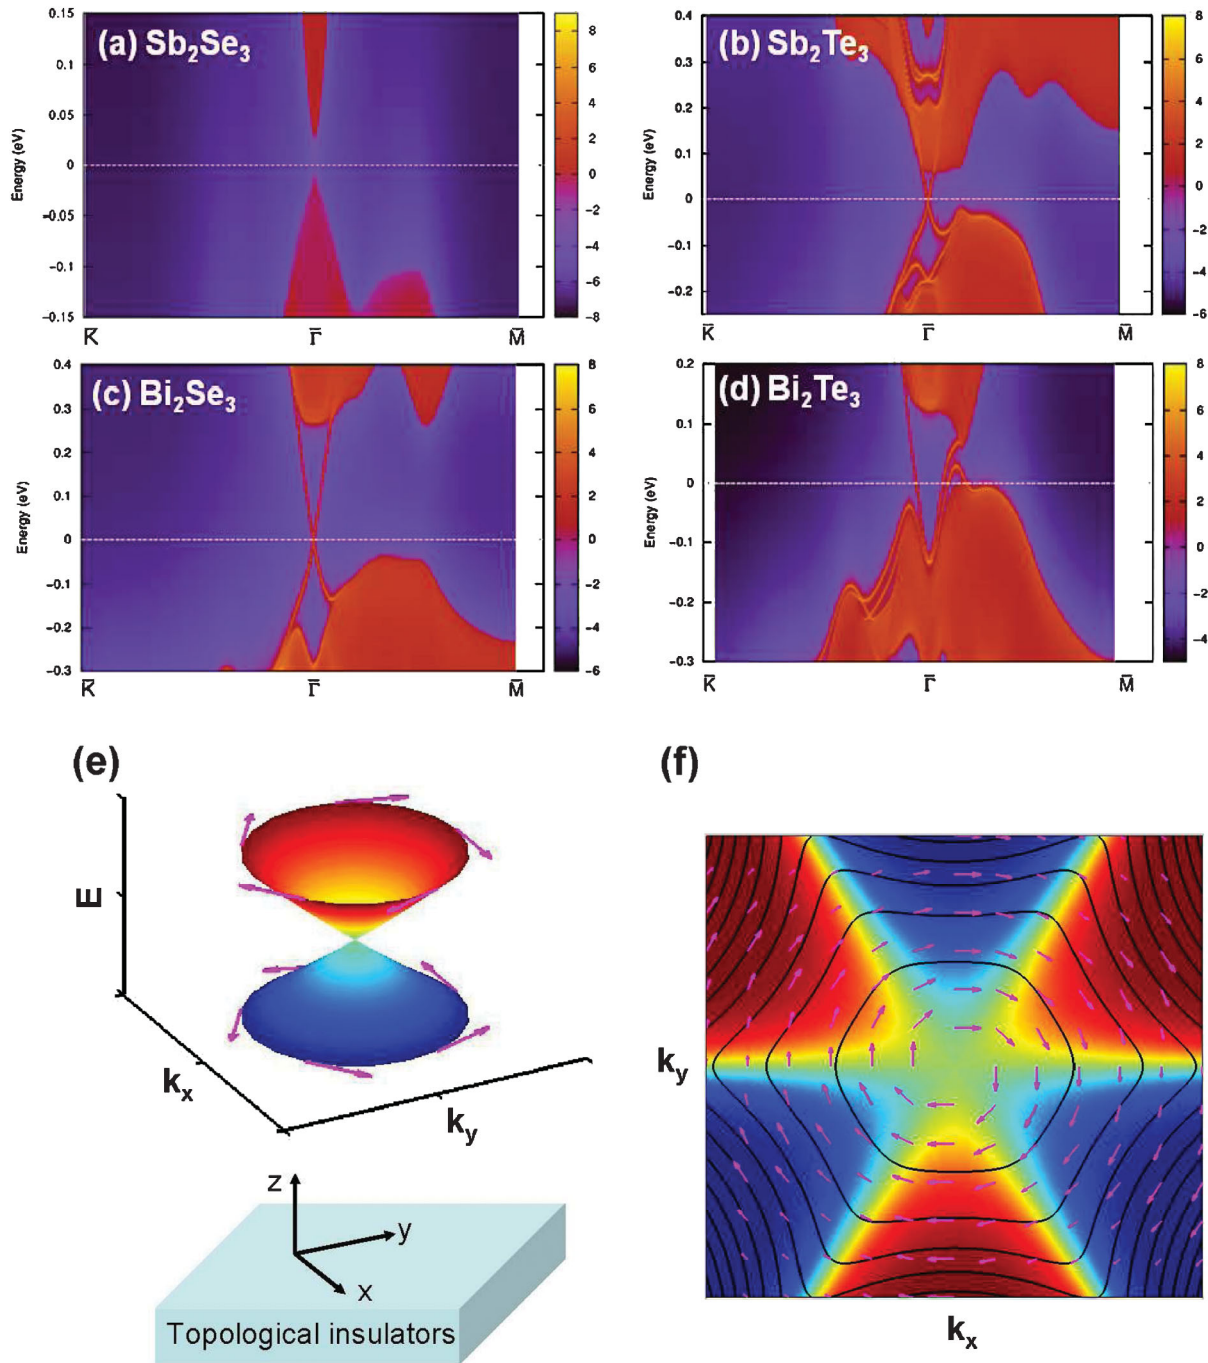 (a) Sb₂Se₃
Energy (eV)
0.15
0.1
0.05
0
-0.05
-0.1
-0.15
K̅ Γ̅ M̅
8
6
4
2
0
-2
-4
-6
-8
(b) Sb₂Te₃
Energy (eV)
0.4
0.3
0.2
0.1
0
-0.1
-0.2
K̅ Γ̅ M̅
8
6
4
2
0
-2
-4
-6
(c) Bi₂Se₃
Energy (eV)
0.4
0.3
0.2
0.1
0
-0.1
-0.2
-0.3
K̅ Γ̅ M̅
8
6
4
2
0
-2
-4
-6
(d) Bi₂Te₃
Energy (eV)
0.2
0.1
0
-0.1
-0.2
-0.3
K̅ Γ̅ M̅
8
6
4
2
0
-2
-4
(e)
E
kₓ
k_y
z
y
x
Topological insulators
(f)
k_y
kₓ